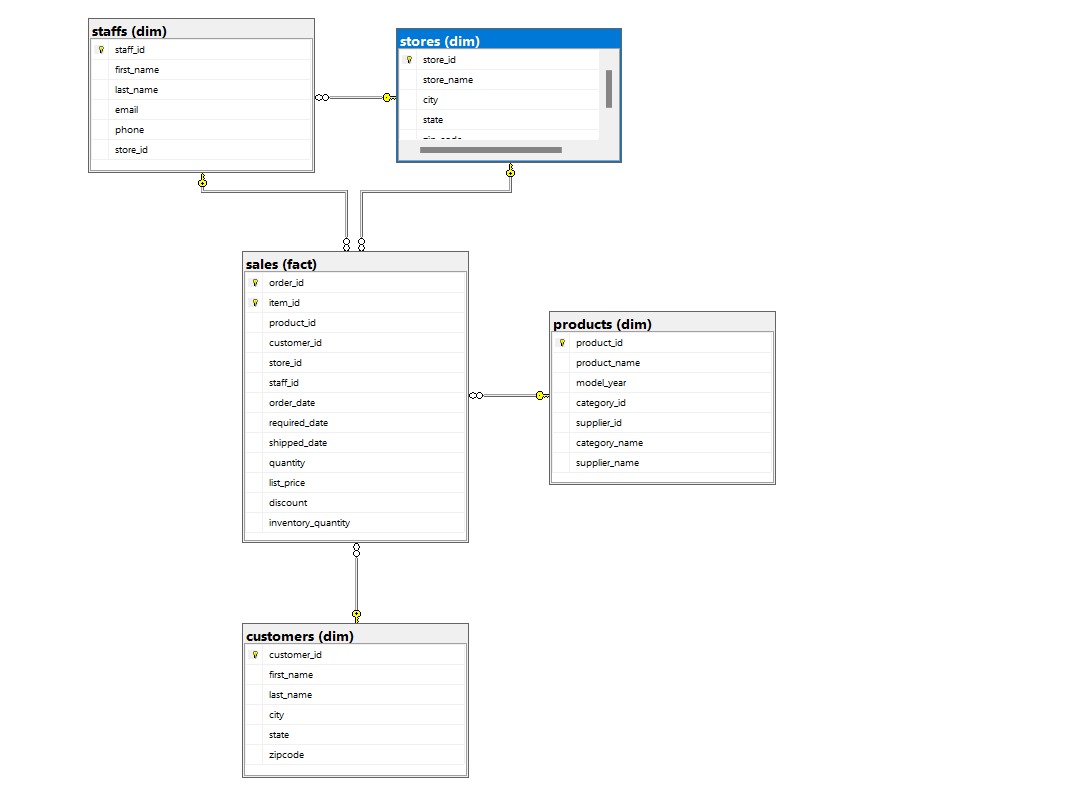 staffs (dim)
staff_id
first_name
last_name
email
phone
store_id
stores (dim)
store_id
store_name
city
state
sales (fact)
order_id
item_id
product_id
customer_id
store_id
staff_id
order_date
required_date
shipped_date
quantity
list_price
discount
inventory_quantity
products (dim)
product_id
product_name
model_year
category_id
supplier_id
category_name
supplier_name
customers (dim)
customer_id
first_name
last_name
city
state
zipcode